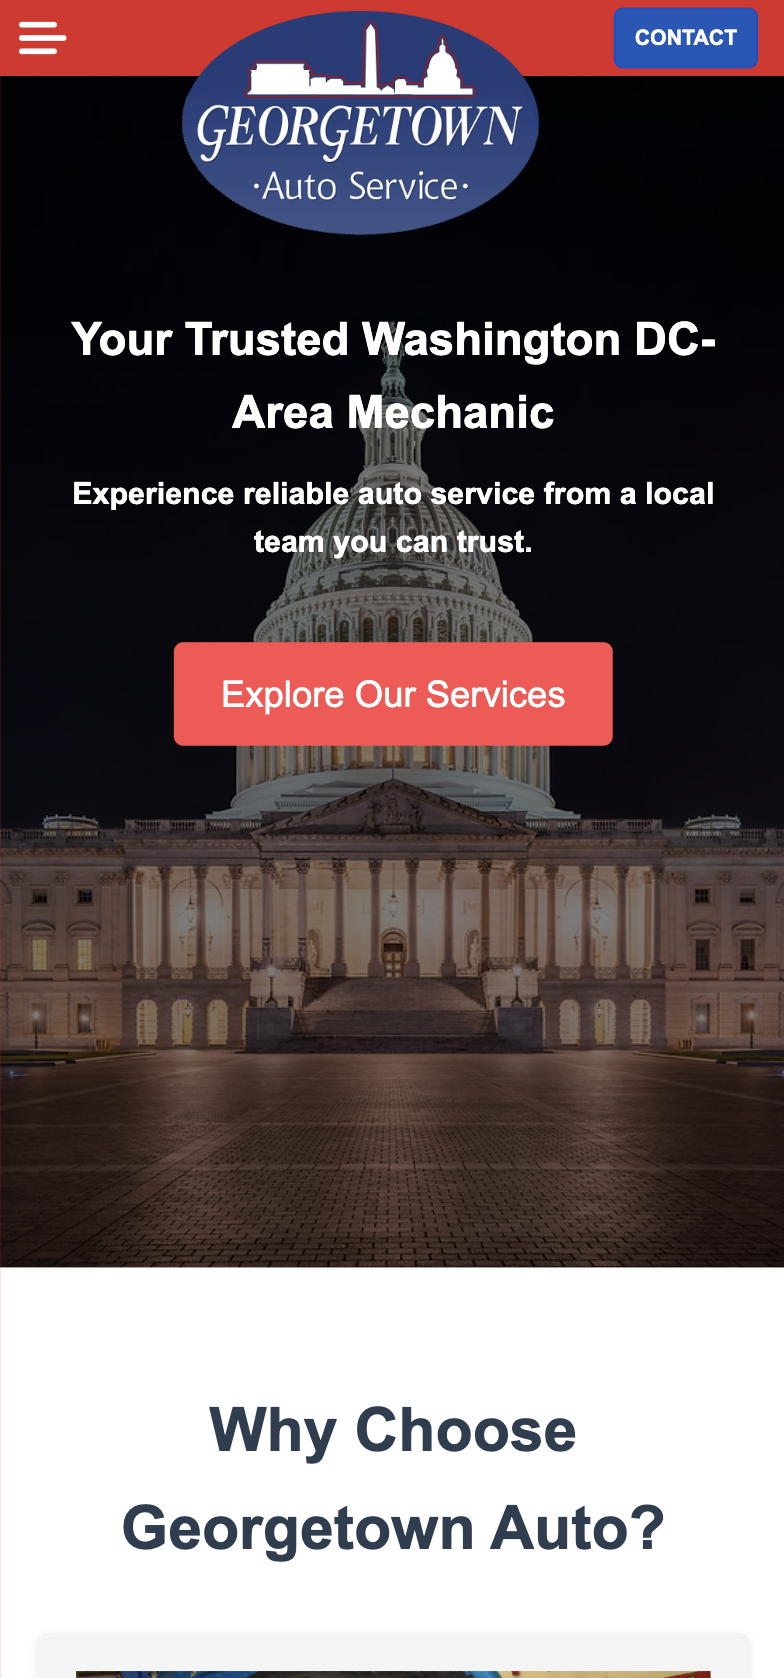 CONTACT
GEORGETOWN
·Auto Service·
Your Trusted Washington DC-
Area Mechanic
Experience reliable auto service from a local
team you can trust.
Explore Our Services
Why Choose
Georgetown Auto?